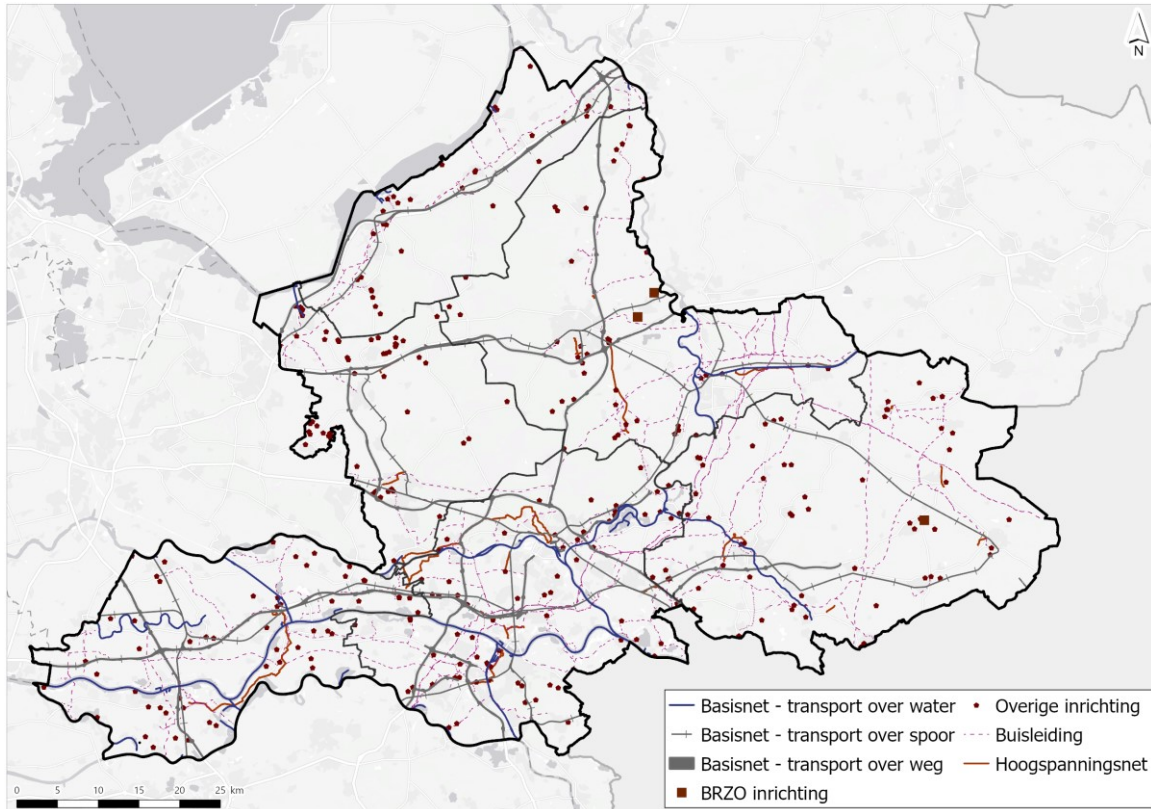 N
Basisnet - transport over water
Basisnet - transport over spoor
Basisnet - transport over weg
BRZO inrichting
Overige inrichting
Buisleiding
Hoogspanningsnet
0 5 10 15 20 25 km